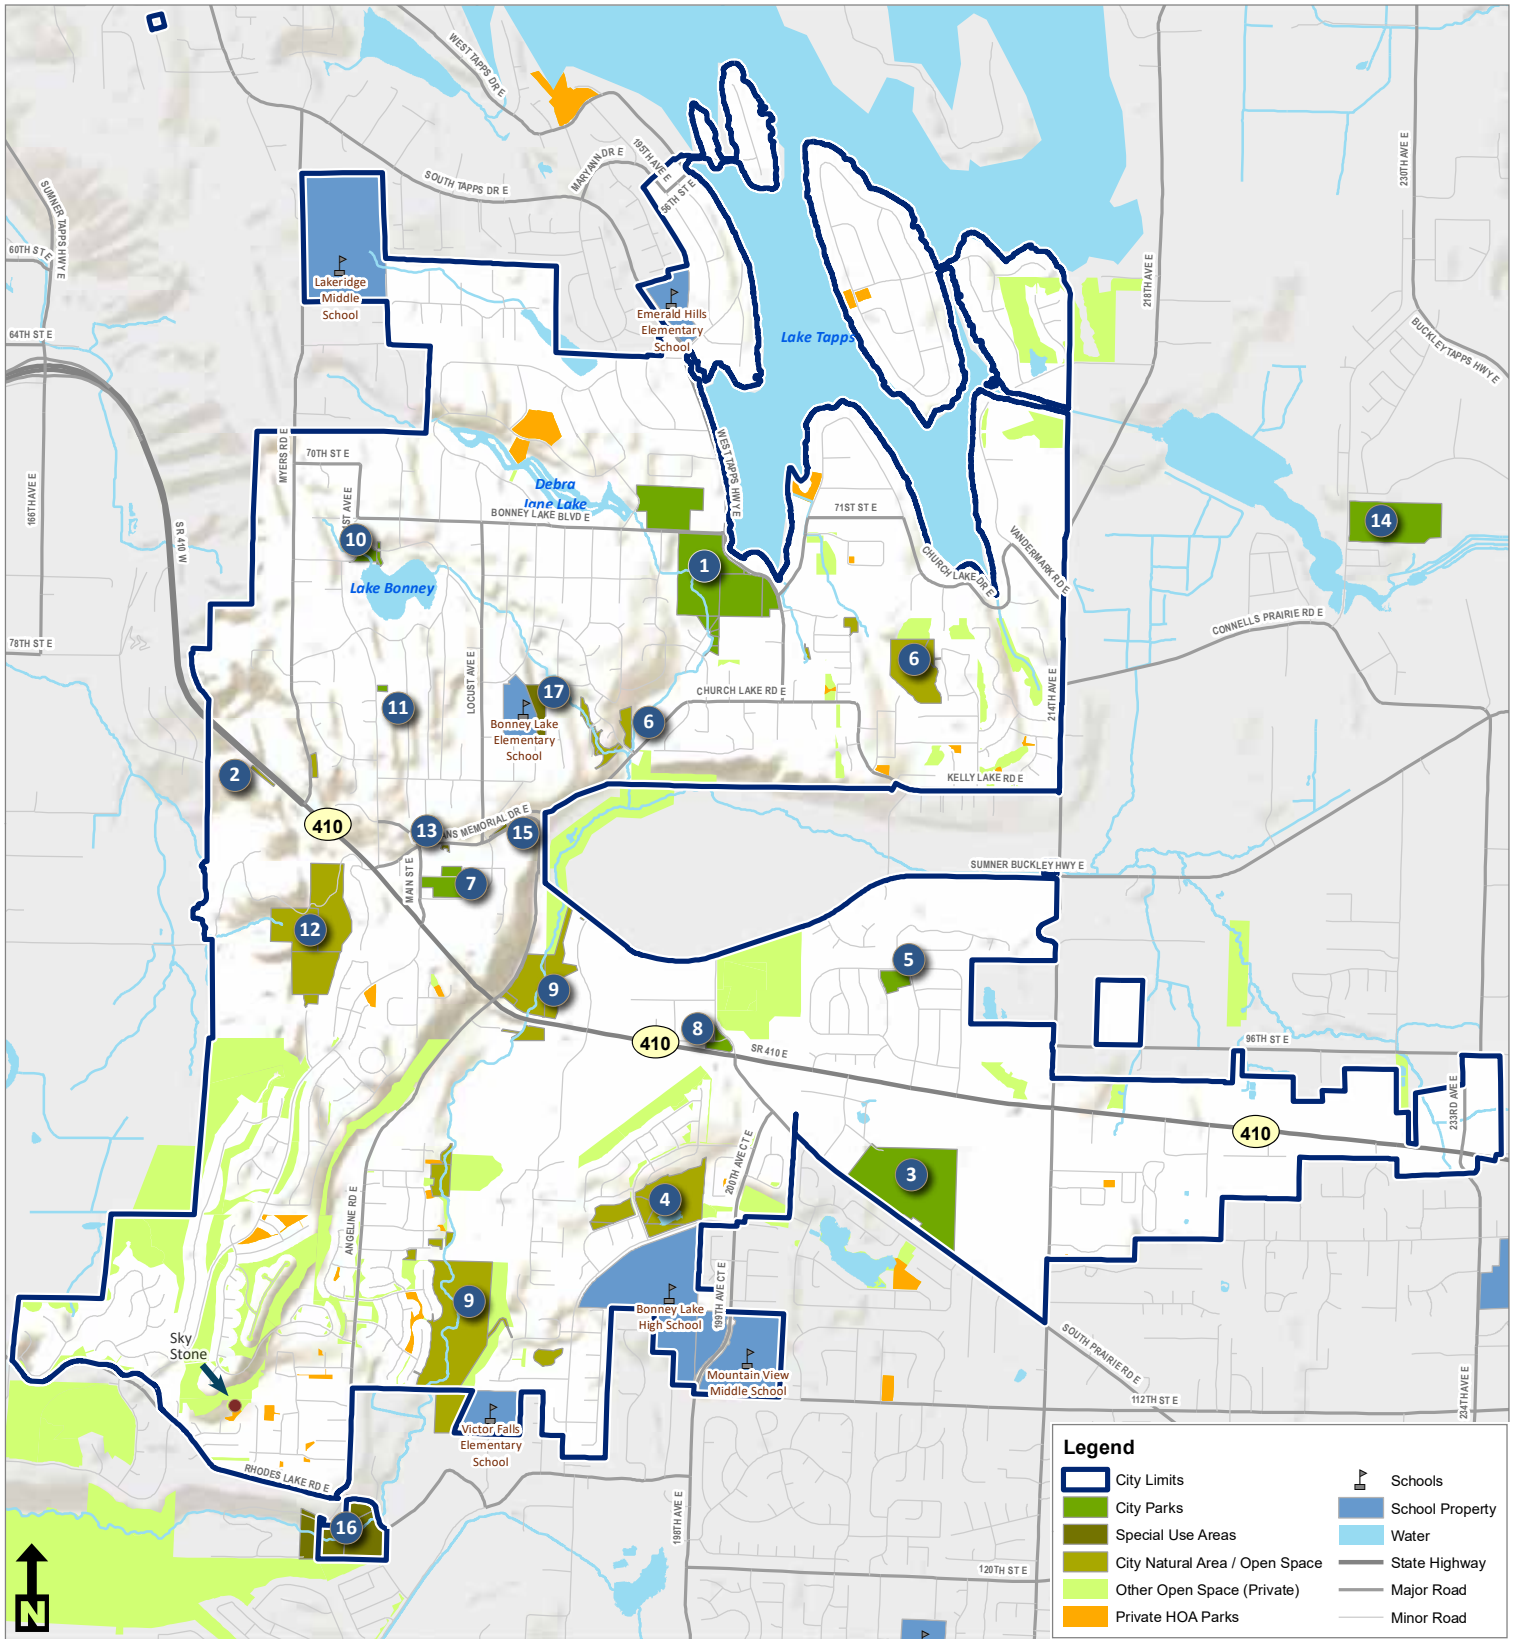 WEST TAPPS DR E
195TH AVE E
MARYANN DR E
SOUTH TAPPS DR E
56TH ST E
SUMNER TAPPS HWY E
60TH ST E
64TH ST E
230TH AVE E
218TH AVE E
BUCKLEY TAPPS HWY E
Lakeridge
Middle
School
Emerald Hills
Elementary
School
Lake Tapps
MYERS RD E
70TH ST E
166TH AVE E
SR 410 W
Debra
Jane Lake
BONNEY LAKE BLVD E
WEST TAPPS HWY E
71ST ST E
CHURCH LAKE DR E
VANDERMARK RD E
14
10
1
Lake Bonney
CONNELLS PRAIRIE RD E
78TH ST E
LOCUST AVE E
6
214TH AVE E
17
CHURCH LAKE RD E
11
6
Bonney Lake
Elementary
School
2
KELLY LAKE RD E
410
13
NS MEMORIAL DR E
15
MAIN ST E
7
SUMNER BUCKLEY HWY E
12
5
9
8
410
SR 410 E
96TH ST E
233RD AVE E
410
200TH AVE CT E
3
4
ANGELINE RD E
9
199TH AVE CT E
Bonney Lake
High School
Sky
Stone
Mountain View
Middle School
SOUTH PRAIRIE RD E
112TH ST E
234TH AVE E
Victor Falls
Elementary
School
RHODES LAKE RD E
16
198TH AVE E
120TH ST E
N
Legend
City Limits
City Parks
Special Use Areas
City Natural Area / Open Space
Other Open Space (Private)
Private HOA Parks
Schools
School Property
Water
State Highway
Major Road
Minor Road